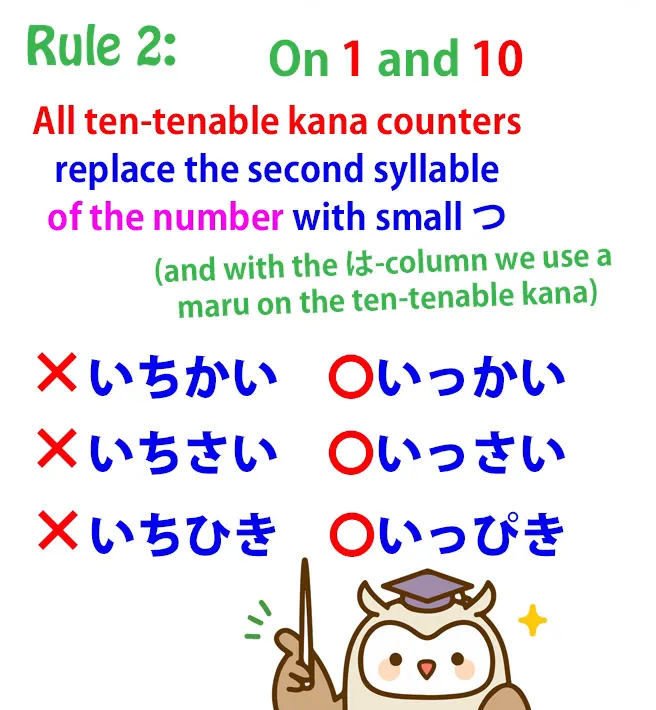 Rule 2:
On 1 and 10
All ten-tenable kana counters
replace the second syllable
of the number with small つ
(and with the は-column we use a
maru on the ten-tenable kana)
×いちかい ○いっかい
×いちさい ○いっさい
×いちひき ○いっぴき